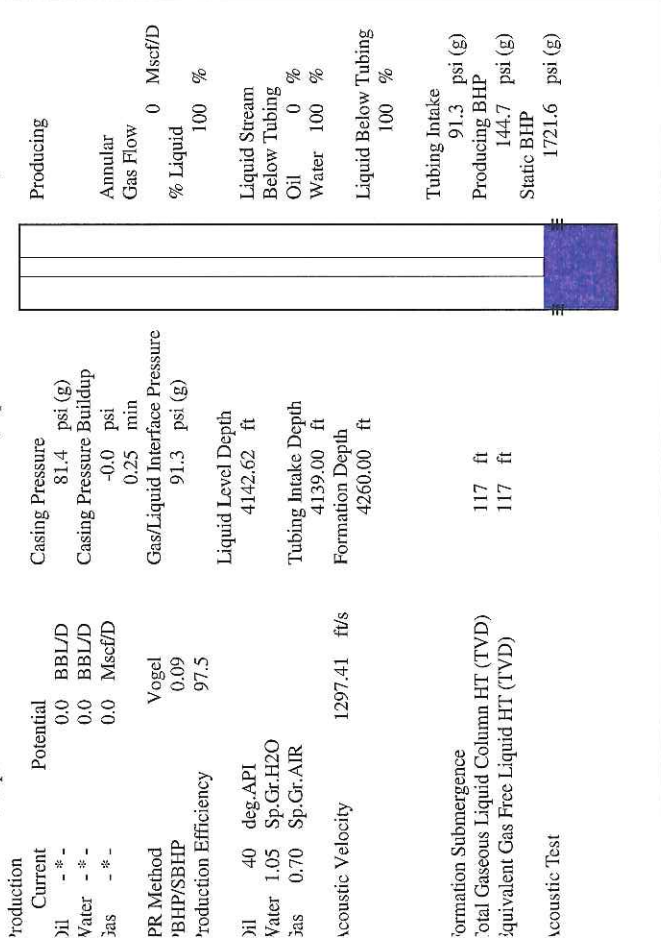 roduction
Current Potential
Oil - * - 0.0 BBL/D
Water - * - 0.0 BBL/D
Gas - * - 0.0 Mscf/D
PR Method Vogel
PBHP/SBHP 0.09
Production Efficiency 97.5
Oil 40 deg.API
Water 1.05 Sp.Gr.H2O
Gas 0.70 Sp.Gr.AIR
Acoustic Velocity 1297.41 ft/s
Formation Submergence
Total Gaseous Liquid Column HT (TVD) 117 ft
Equivalent Gas Free Liquid HT (TVD) 117 ft
Acoustic Test
Casing Pressure
81.4 psi (g)
Casing Pressure Buildup
-0.0 psi
0.25 min
Gas/Liquid Interface Pressure
91.3 psi (g)
Liquid Level Depth
4142.62 ft
Tubing Intake Depth
4139.00 ft
Formation Depth
4260.00 ft
Producing
Annular
Gas Flow
0 Mscf/D
% Liquid
100 %
Liquid Stream
Below Tubing
Oil 0 %
Water 100 %
Liquid Below Tubing
100 %
Tubing Intake
91.3 psi (g)
Producing BHP
144.7 psi (g)
Static BHP
1721.6 psi (g)